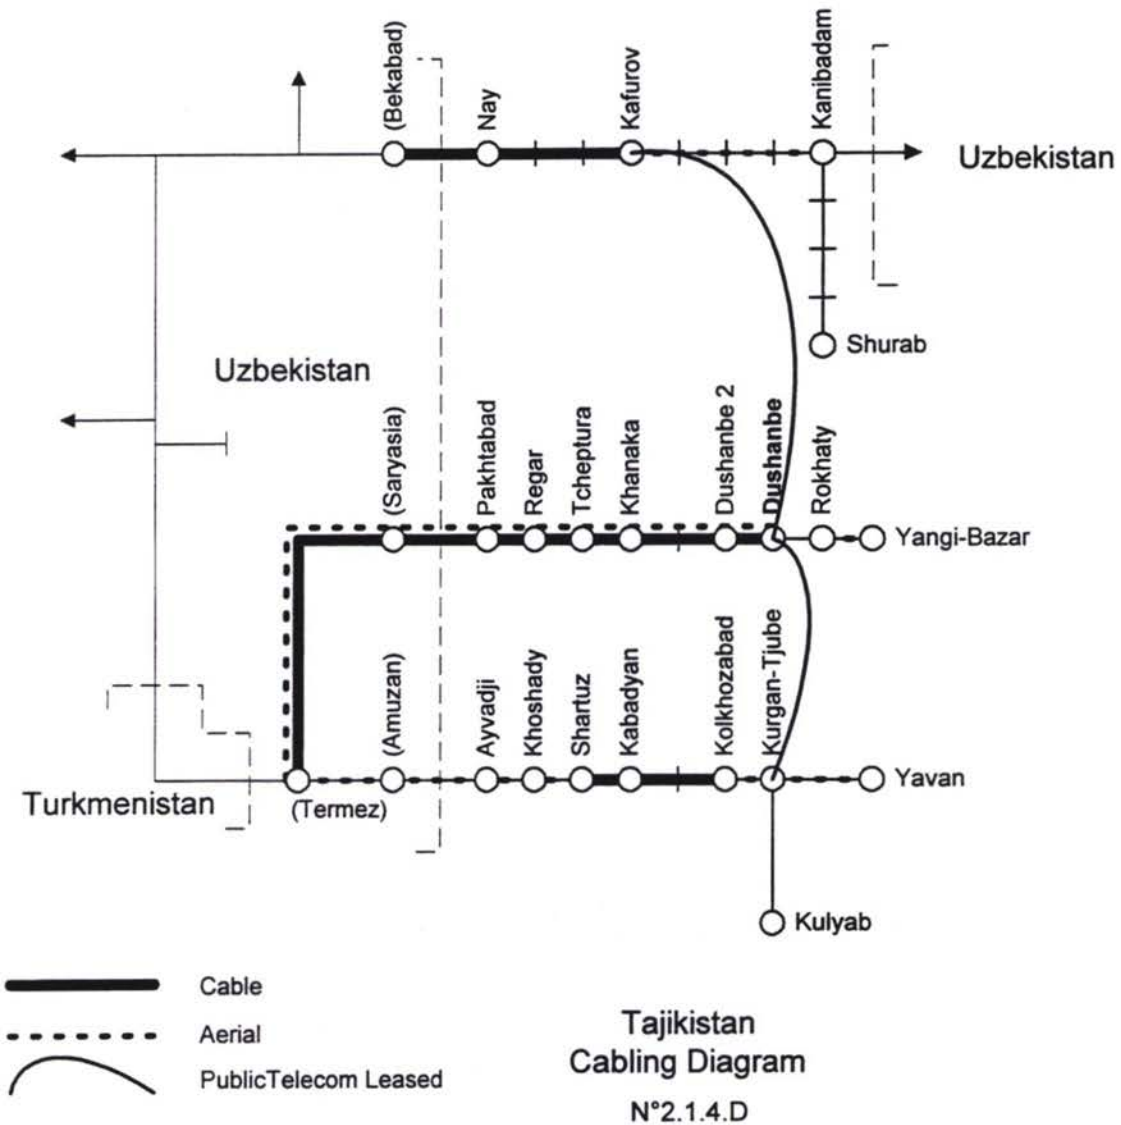 (Bekabad)
Nay
Kafurov
Kanibadam
Uzbekistan
Shurab
Uzbekistan
(Saryasia)
Pakhtabad
Regar
Tcheptura
Khanaka
Dushanbe 2
Dushanbe
Rokhaty
Yangi-Bazar
(Amuzan)
Ayvadji
Khoshady
Shartuz
Kabadyan
Kolkhozabad
Kurgan-Tjube
Yavan
Turkmenistan
(Termez)
Kulyab
Cable
Aerial
PublicTelecom Leased
Tajikistan
Cabling Diagram
N°2.1.4.D